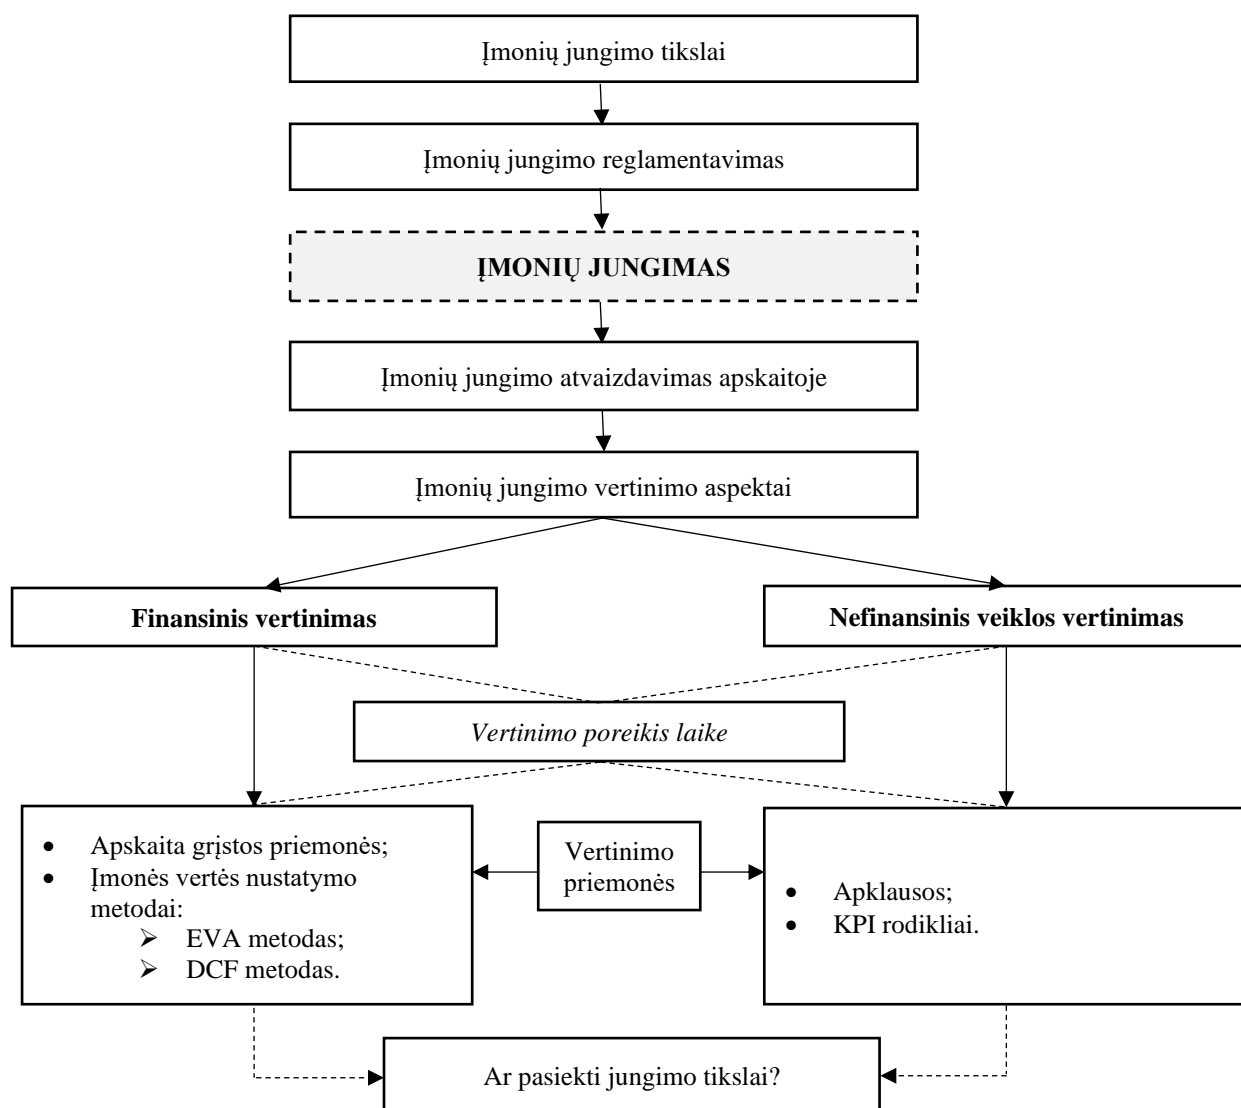 Įmonių jungimo tikslai
Įmonių jungimo reglamentavimas
ĮMONIŲ JUNGIMAS
Įmonių jungimo atvaizdavimas apskaitoje
Įmonių jungimo vertinimo aspektai
Finansinis vertinimas
Nefinansinis veiklos vertinimas
Vertinimo poreikis laike
• Apskaita grįstos priemonės;
• Įmonės vertės nustatymo
metodai:
➢ EVA metodas;
➢ DCF metodas.
Vertinimo
priemonės
• Apklausos;
• KPI rodikliai.
Ar pasiekti jungimo tikslai?